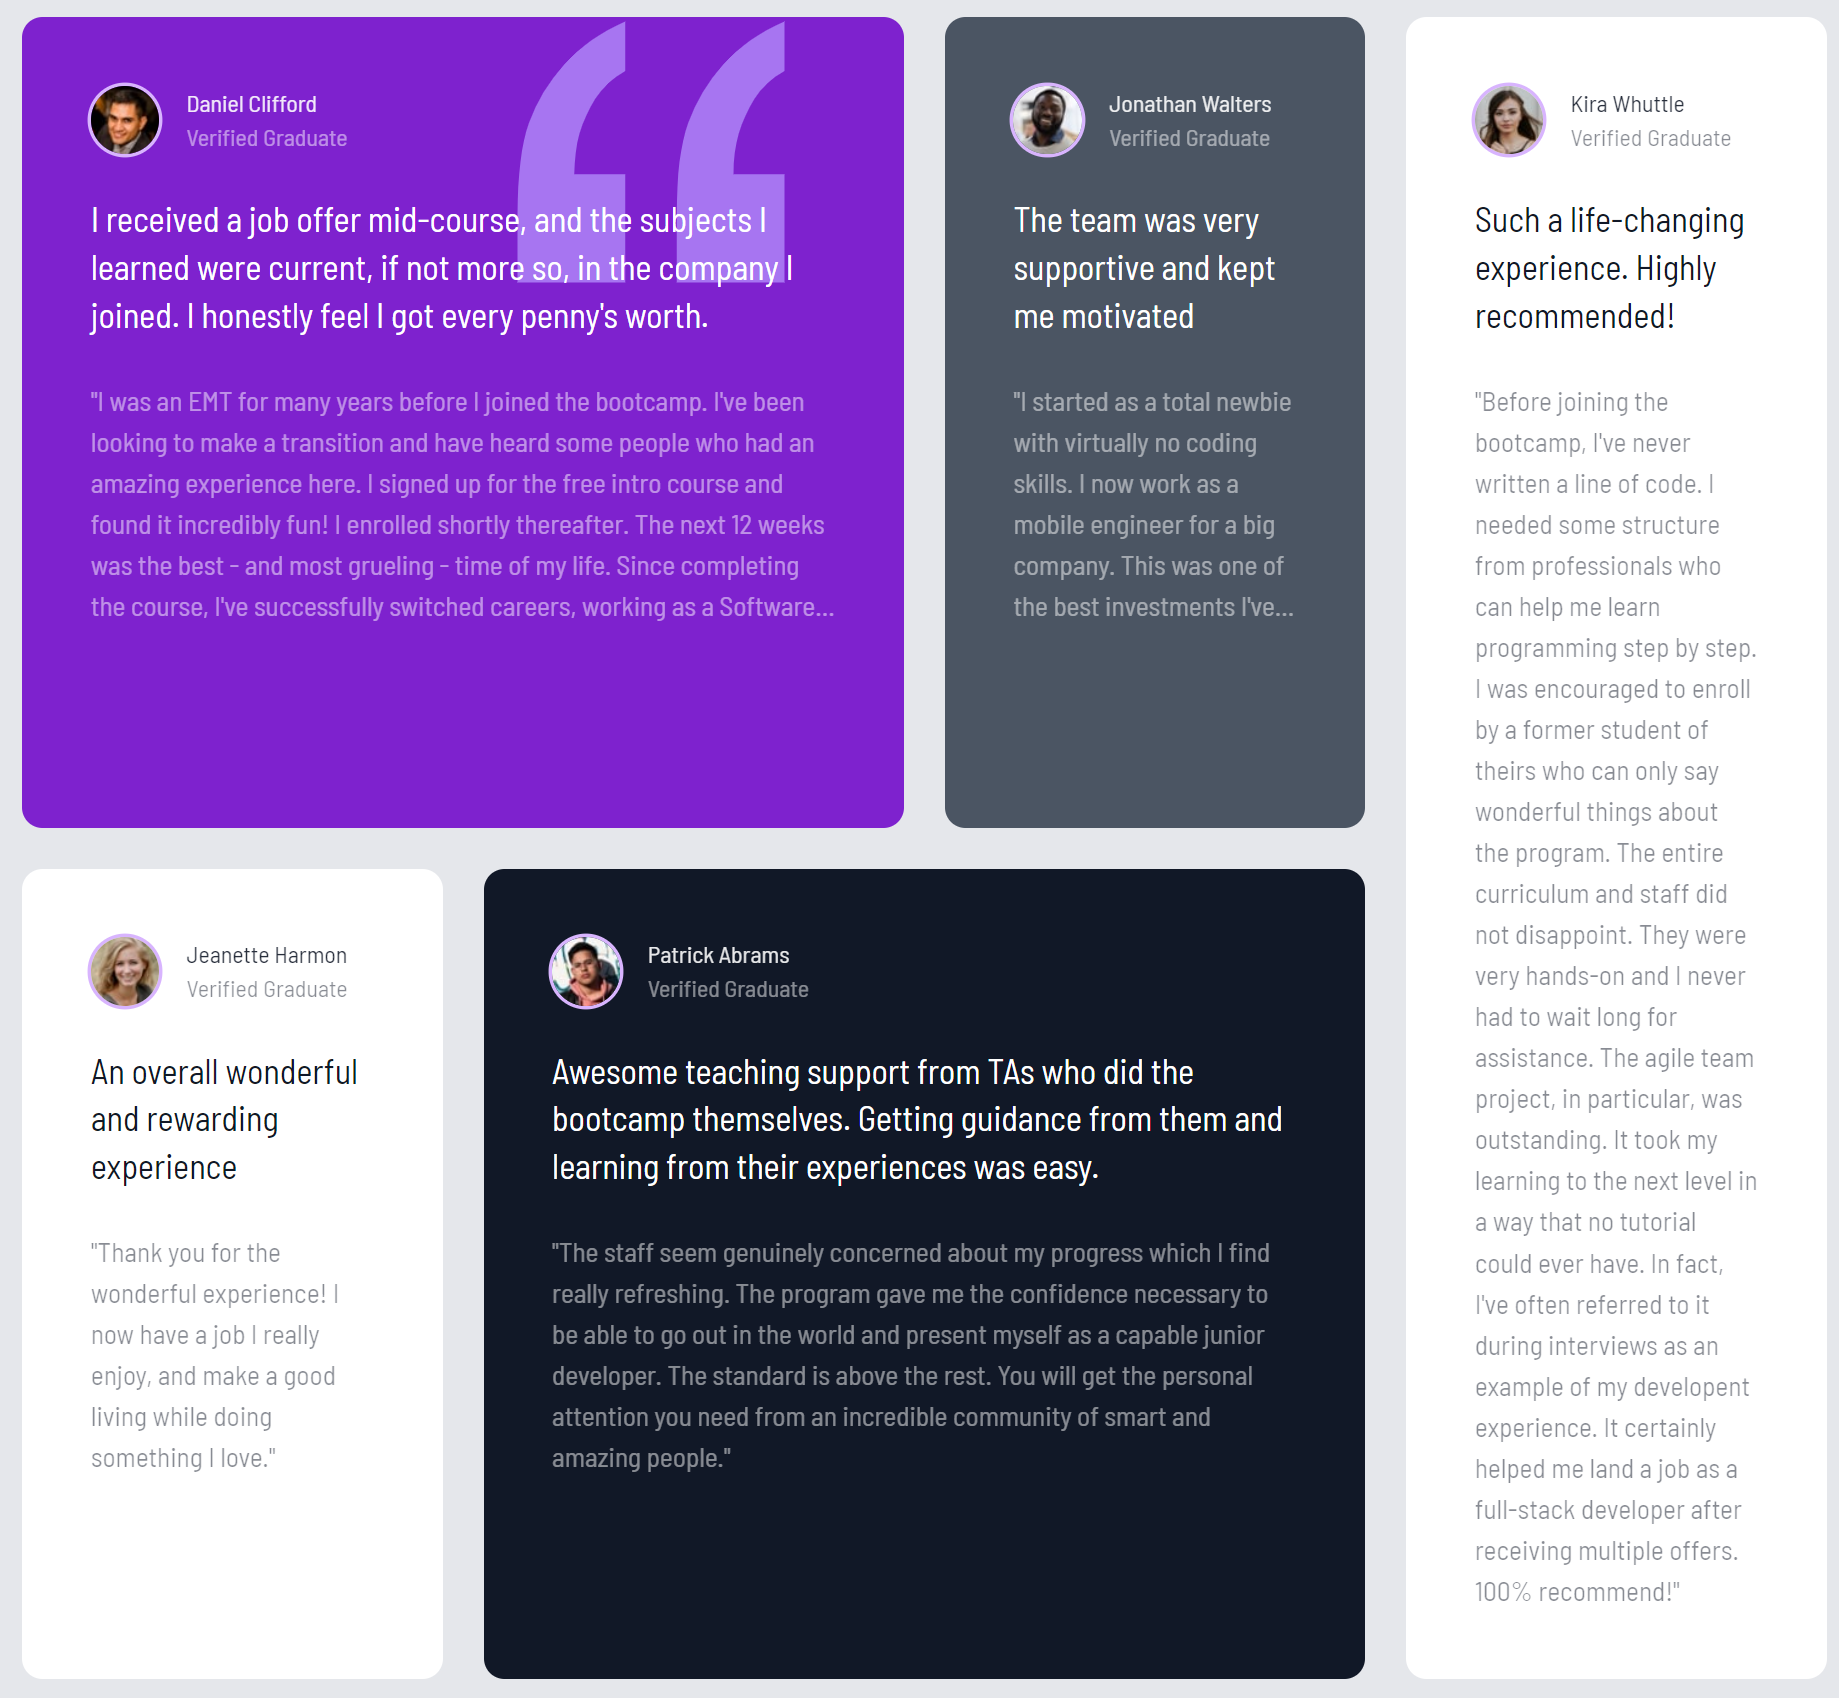 Daniel Clifford
Verified Graduate
I received a job offer mid-course, and the subjects I
learned were current, if not more so, in the company I
joined. I honestly feel I got every penny's worth.
"I was an EMT for many years before I joined the bootcamp. I've been
looking to make a transition and have heard some people who had an
amazing experience here. I signed up for the free intro course and
found it incredibly fun! I enrolled shortly thereafter. The next 12 weeks
was the best - and most grueling - time of my life. Since completing
the course, I've successfully switched careers, working as a Software...
Jonathan Walters
Verified Graduate
The team was very
supportive and kept
me motivated
"I started as a total newbie
with virtually no coding
skills. I now work as a
mobile engineer for a big
company. This was one of
the best investments I've...
Kira Whuttle
Verified Graduate
Such a life-changing
experience. Highly
recommended!
"Before joining the
bootcamp, I've never
written a line of code. I
needed some structure
from professionals who
can help me learn
programming step by step.
I was encouraged to enroll
by a former student of
theirs who can only say
wonderful things about
the program. The entire
curriculum and staff did
not disappoint. They were
very hands-on and I never
had to wait long for
assistance. The agile team
project, in particular, was
outstanding. It took my
learning to the next level in
a way that no tutorial
could ever have. In fact,
I've often referred to it
during interviews as an
example of my developent
experience. It certainly
helped me land a job as a
full-stack developer after
receiving multiple offers.
100% recommend!"
Jeanette Harmon
Verified Graduate
An overall wonderful
and rewarding
experience
"Thank you for the
wonderful experience! I
now have a job I really
enjoy, and make a good
living while doing
something I love."
Patrick Abrams
Verified Graduate
Awesome teaching support from TAs who did the
bootcamp themselves. Getting guidance from them and
learning from their experiences was easy.
"The staff seem genuinely concerned about my progress which I find
really refreshing. The program gave me the confidence necessary to
be able to go out in the world and present myself as a capable junior
developer. The standard is above the rest. You will get the personal
attention you need from an incredible community of smart and
amazing people."